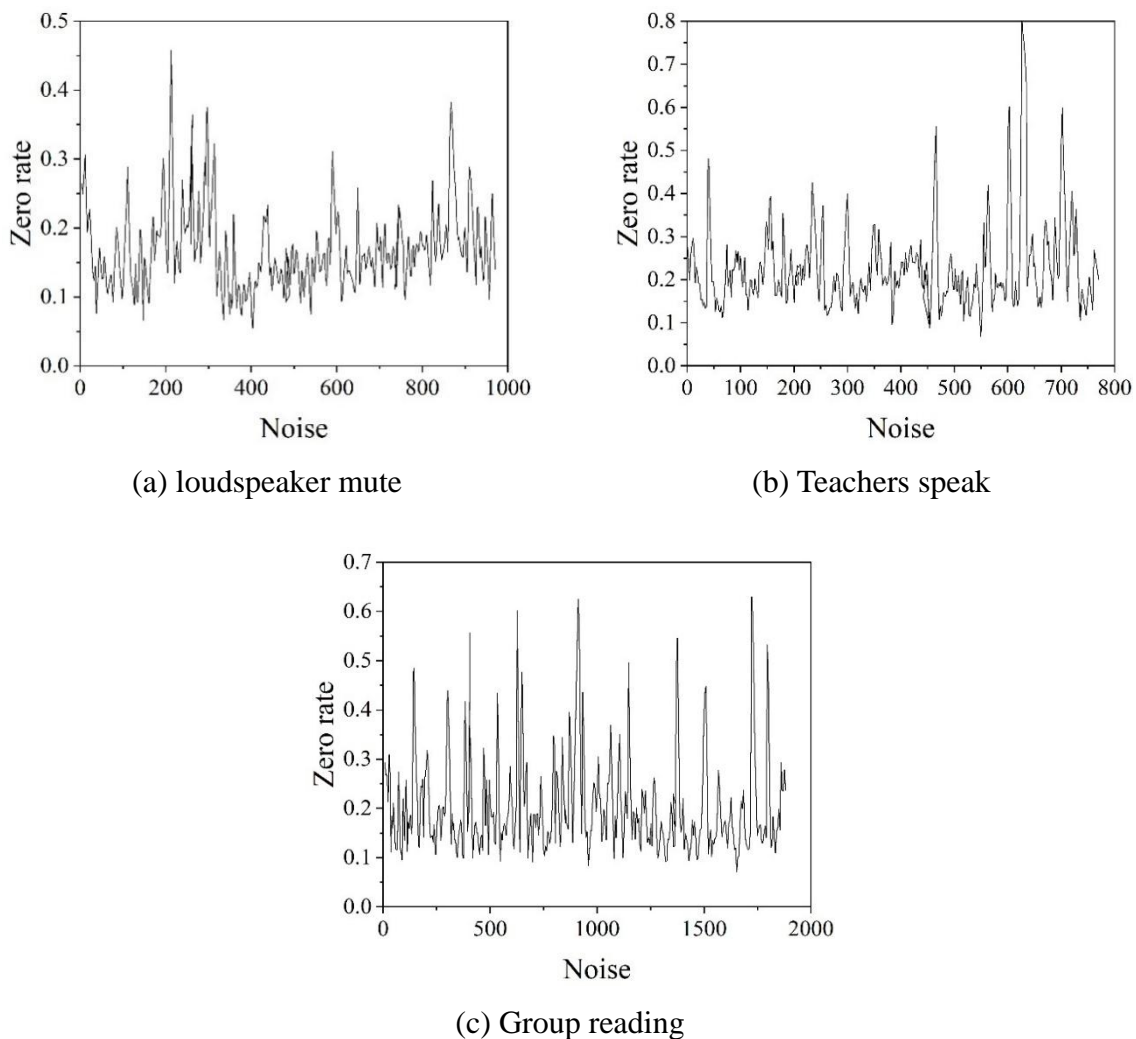 0.5
0.4
0.3
0.2
0.1
0.0
Zero rate
0 200 400 600 800 1000
Noise
(a) loudspeaker mute
0.8
0.7
0.6
0.5
0.4
0.3
0.2
0.1
0.0
Zero rate
0 100 200 300 400 500 600 700 800
Noise
(b) Teachers speak
0.7
0.6
0.5
0.4
0.3
0.2
0.1
0.0
Zero rate
0 500 1000 1500 2000
Noise
(c) Group reading